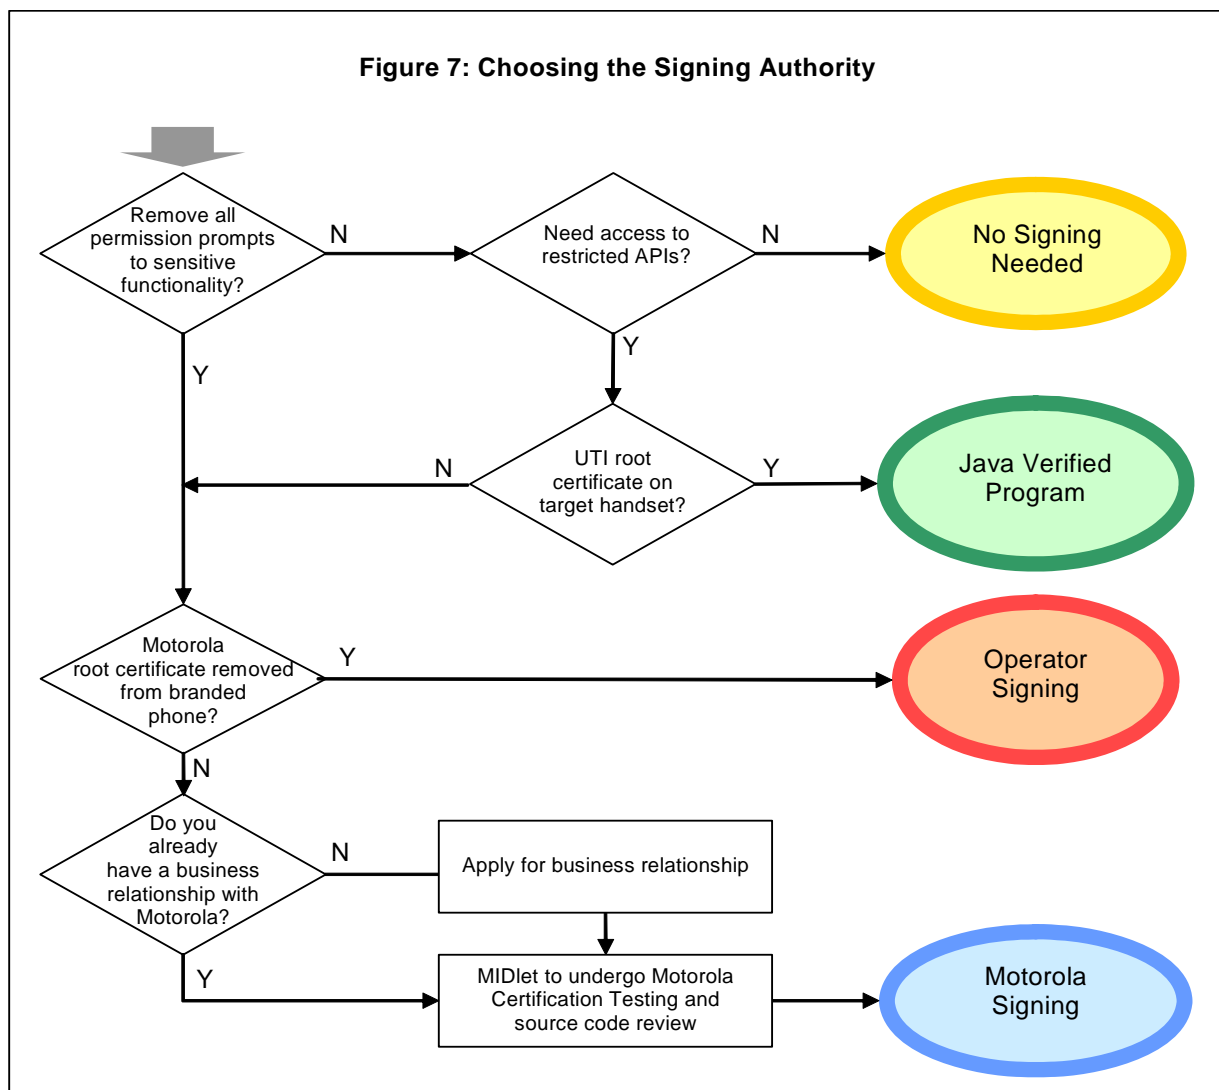 Figure 7: Choosing the Signing Authority
Remove all
permission prompts
to sensitive
functionality?
N
Need access to
restricted APIs?
N
No Signing
Needed
Y
Y
UTI root
certificate on
target handset?
N
Y
Java Verified
Program
Motorola
root certificate removed
from branded
phone?
Y
Operator
Signing
N
Do you
already
have a business
relationship with
Motorola?
N
Apply for business relationship
Y
MIDlet to undergo Motorola
Certification Testing and
source code review
Motorola
Signing